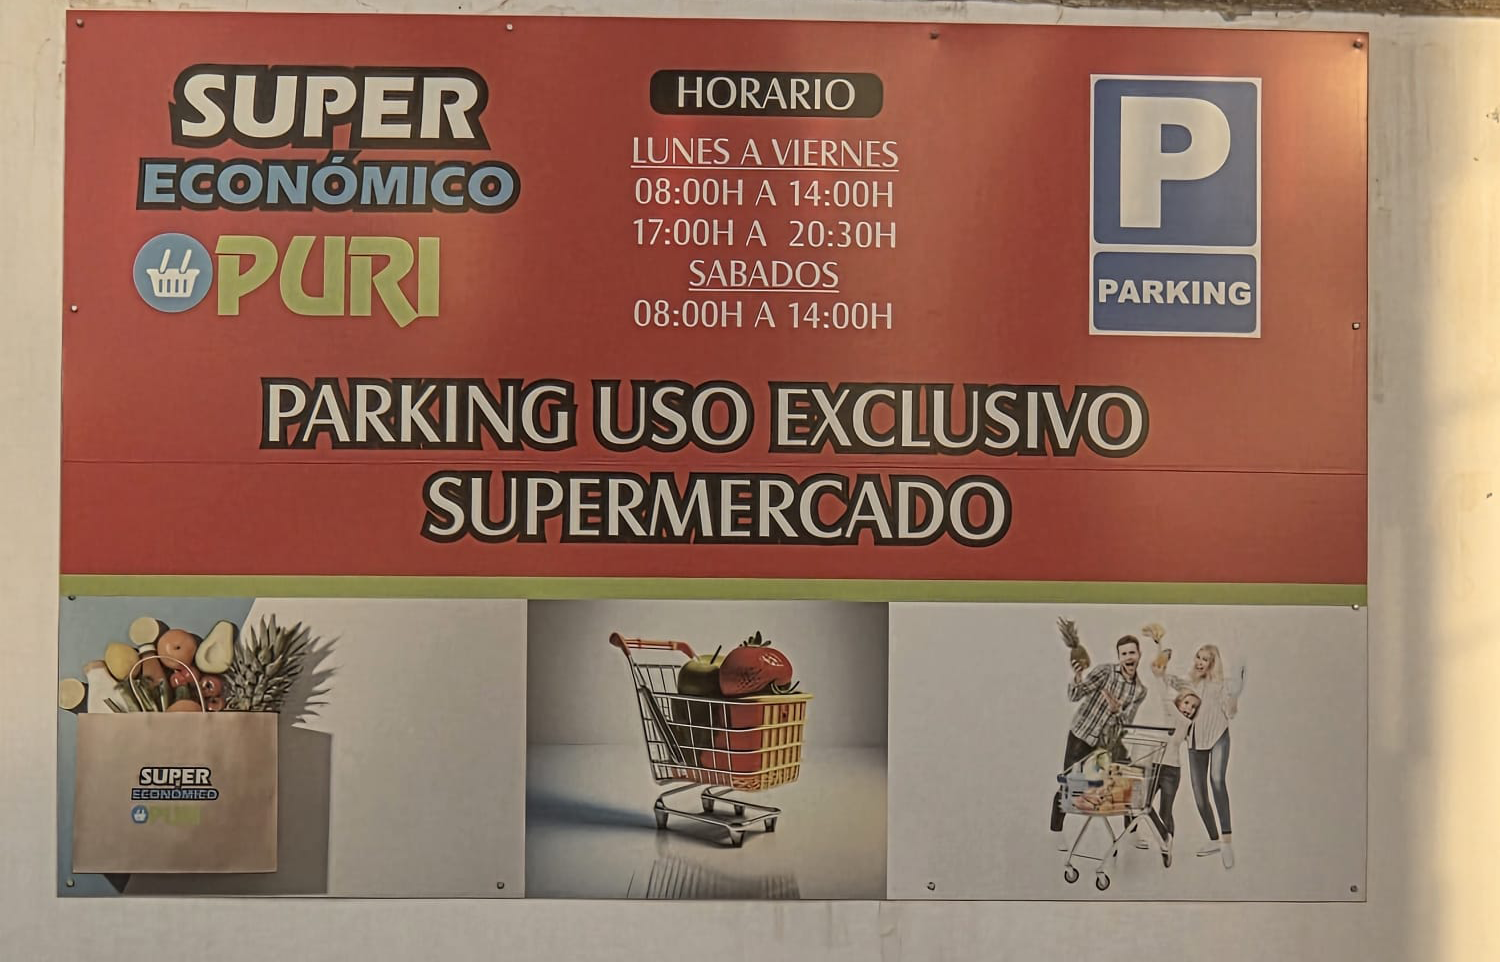 SUPER
ECONÓMICO
PURI
HORARIO
LUNES A VIERNES
08:00H A 14:00H
17:00H A 20:30H
SABADOS
08:00H A 14:00H
P
PARKING
PARKING USO EXCLUSIVO
SUPERMERCADO
SUPER
ECONÓMICO
PURI